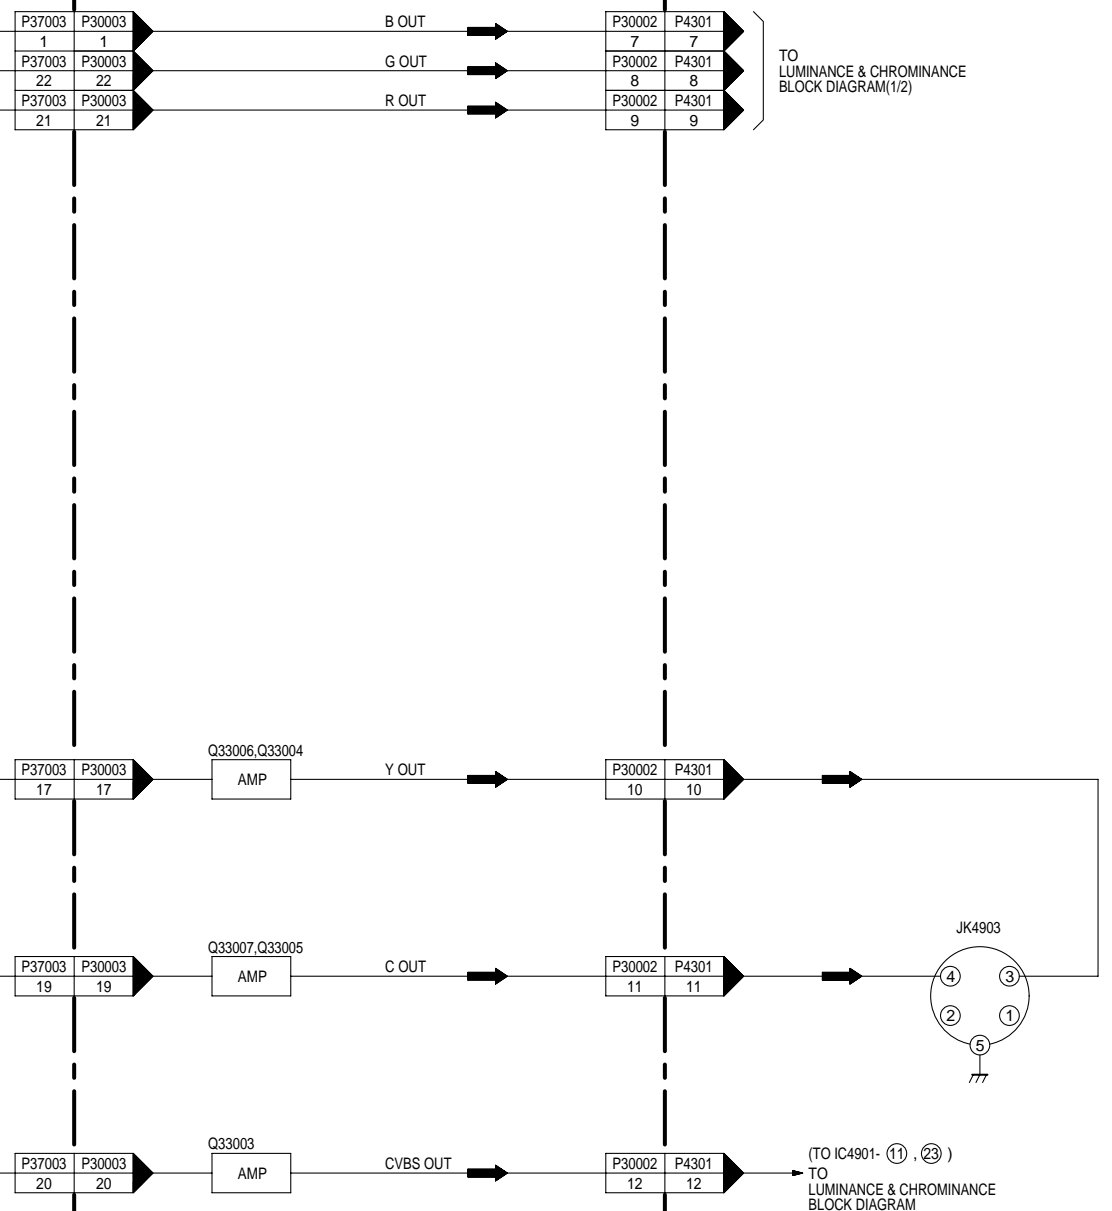 P37003 P30003 B OUT P30002 P4301
1 1 7 7
P37003 P30003 G OUT P30002 P4301
22 22 8 8
P37003 P30003 R OUT P30002 P4301
21 21 9 9
TO
LUMINANCE & CHROMINANCE
BLOCK DIAGRAM(1/2)
Q33006,Q33004
P37003 P30003 AMP Y OUT P30002 P4301
17 17 10 10
JK4903
Q33007,Q33005
P37003 P30003 AMP C OUT P30002 P4301
19 19 11 11
4 3
2 1
5
Q33003
P37003 P30003 AMP CVBS OUT P30002 P4301
20 20 12 12
(TO IC4901- 11 , 23 )
TO
LUMINANCE & CHROMINANCE
BLOCK DIAGRAM